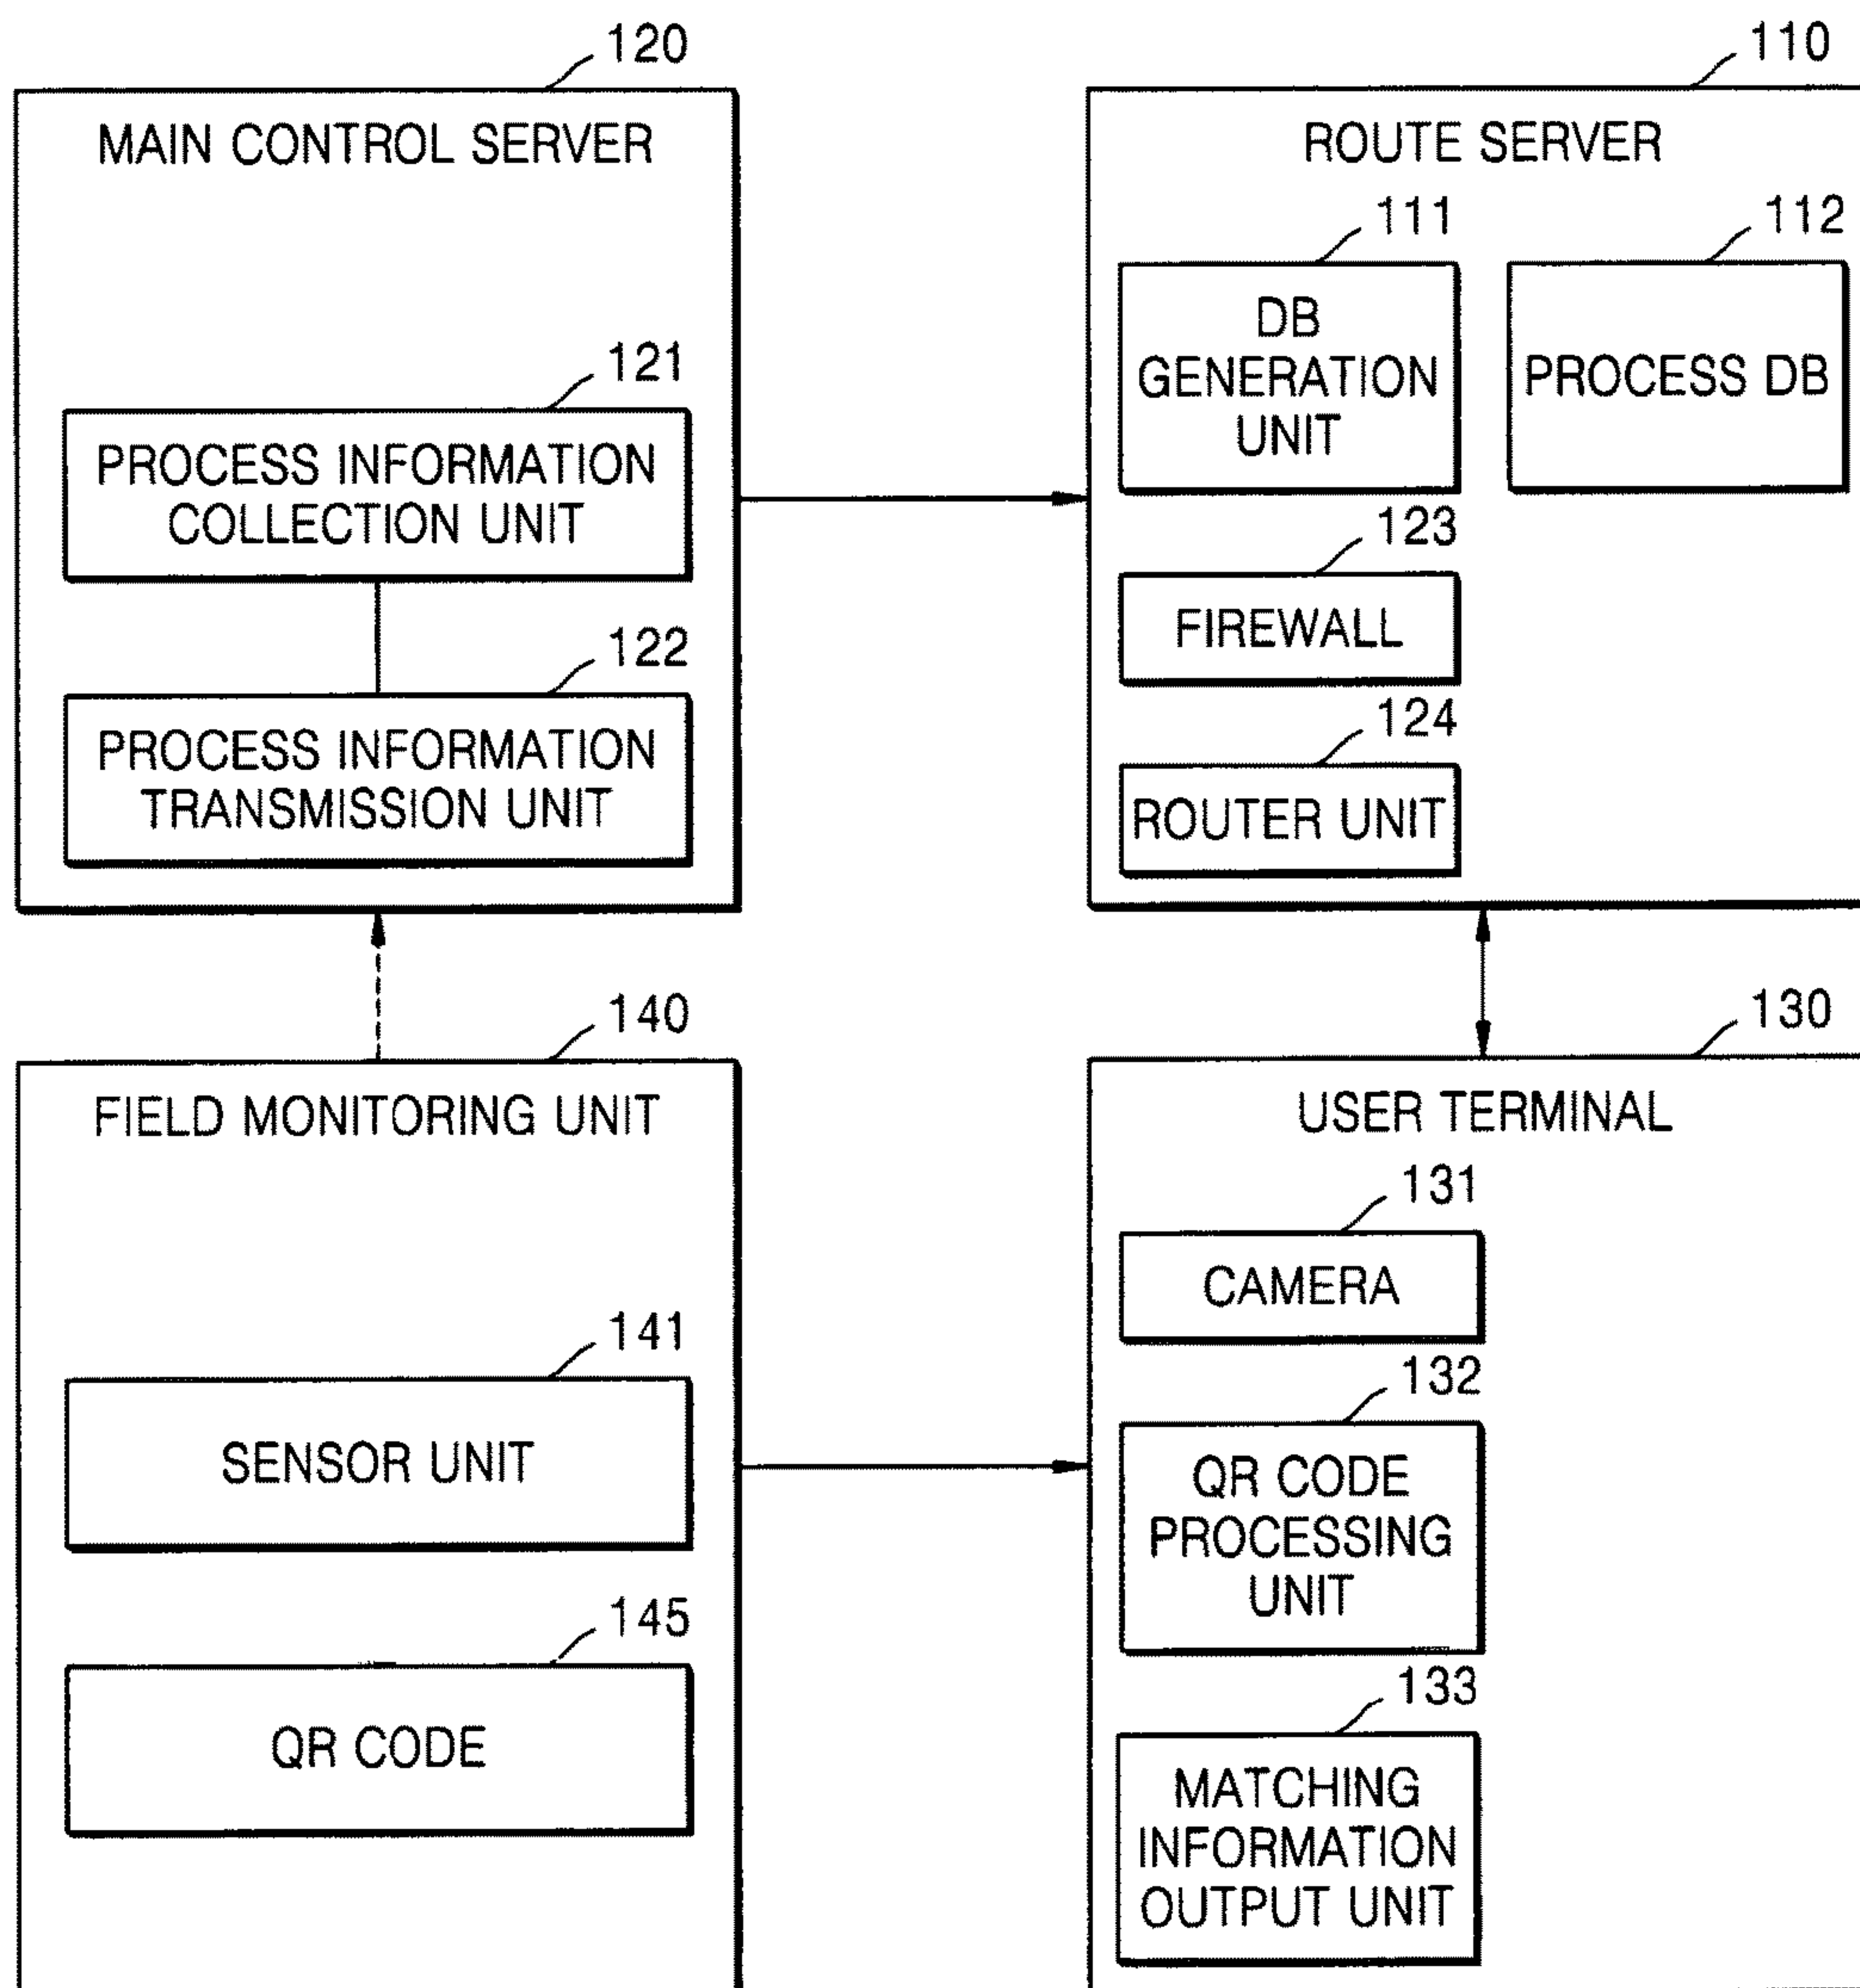 120
MAIN CONTROL SERVER
121
PROCESS INFORMATION
COLLECTION UNIT
122
PROCESS INFORMATION
TRANSMISSION UNIT
110
ROUTE SERVER
111
DB
GENERATION
UNIT
112
PROCESS DB
123
FIREWALL
124
ROUTER UNIT
140
FIELD MONITORING UNIT
141
SENSOR UNIT
145
QR CODE
130
USER TERMINAL
131
CAMERA
132
QR CODE
PROCESSING
UNIT
133
MATCHING
INFORMATION
OUTPUT UNIT